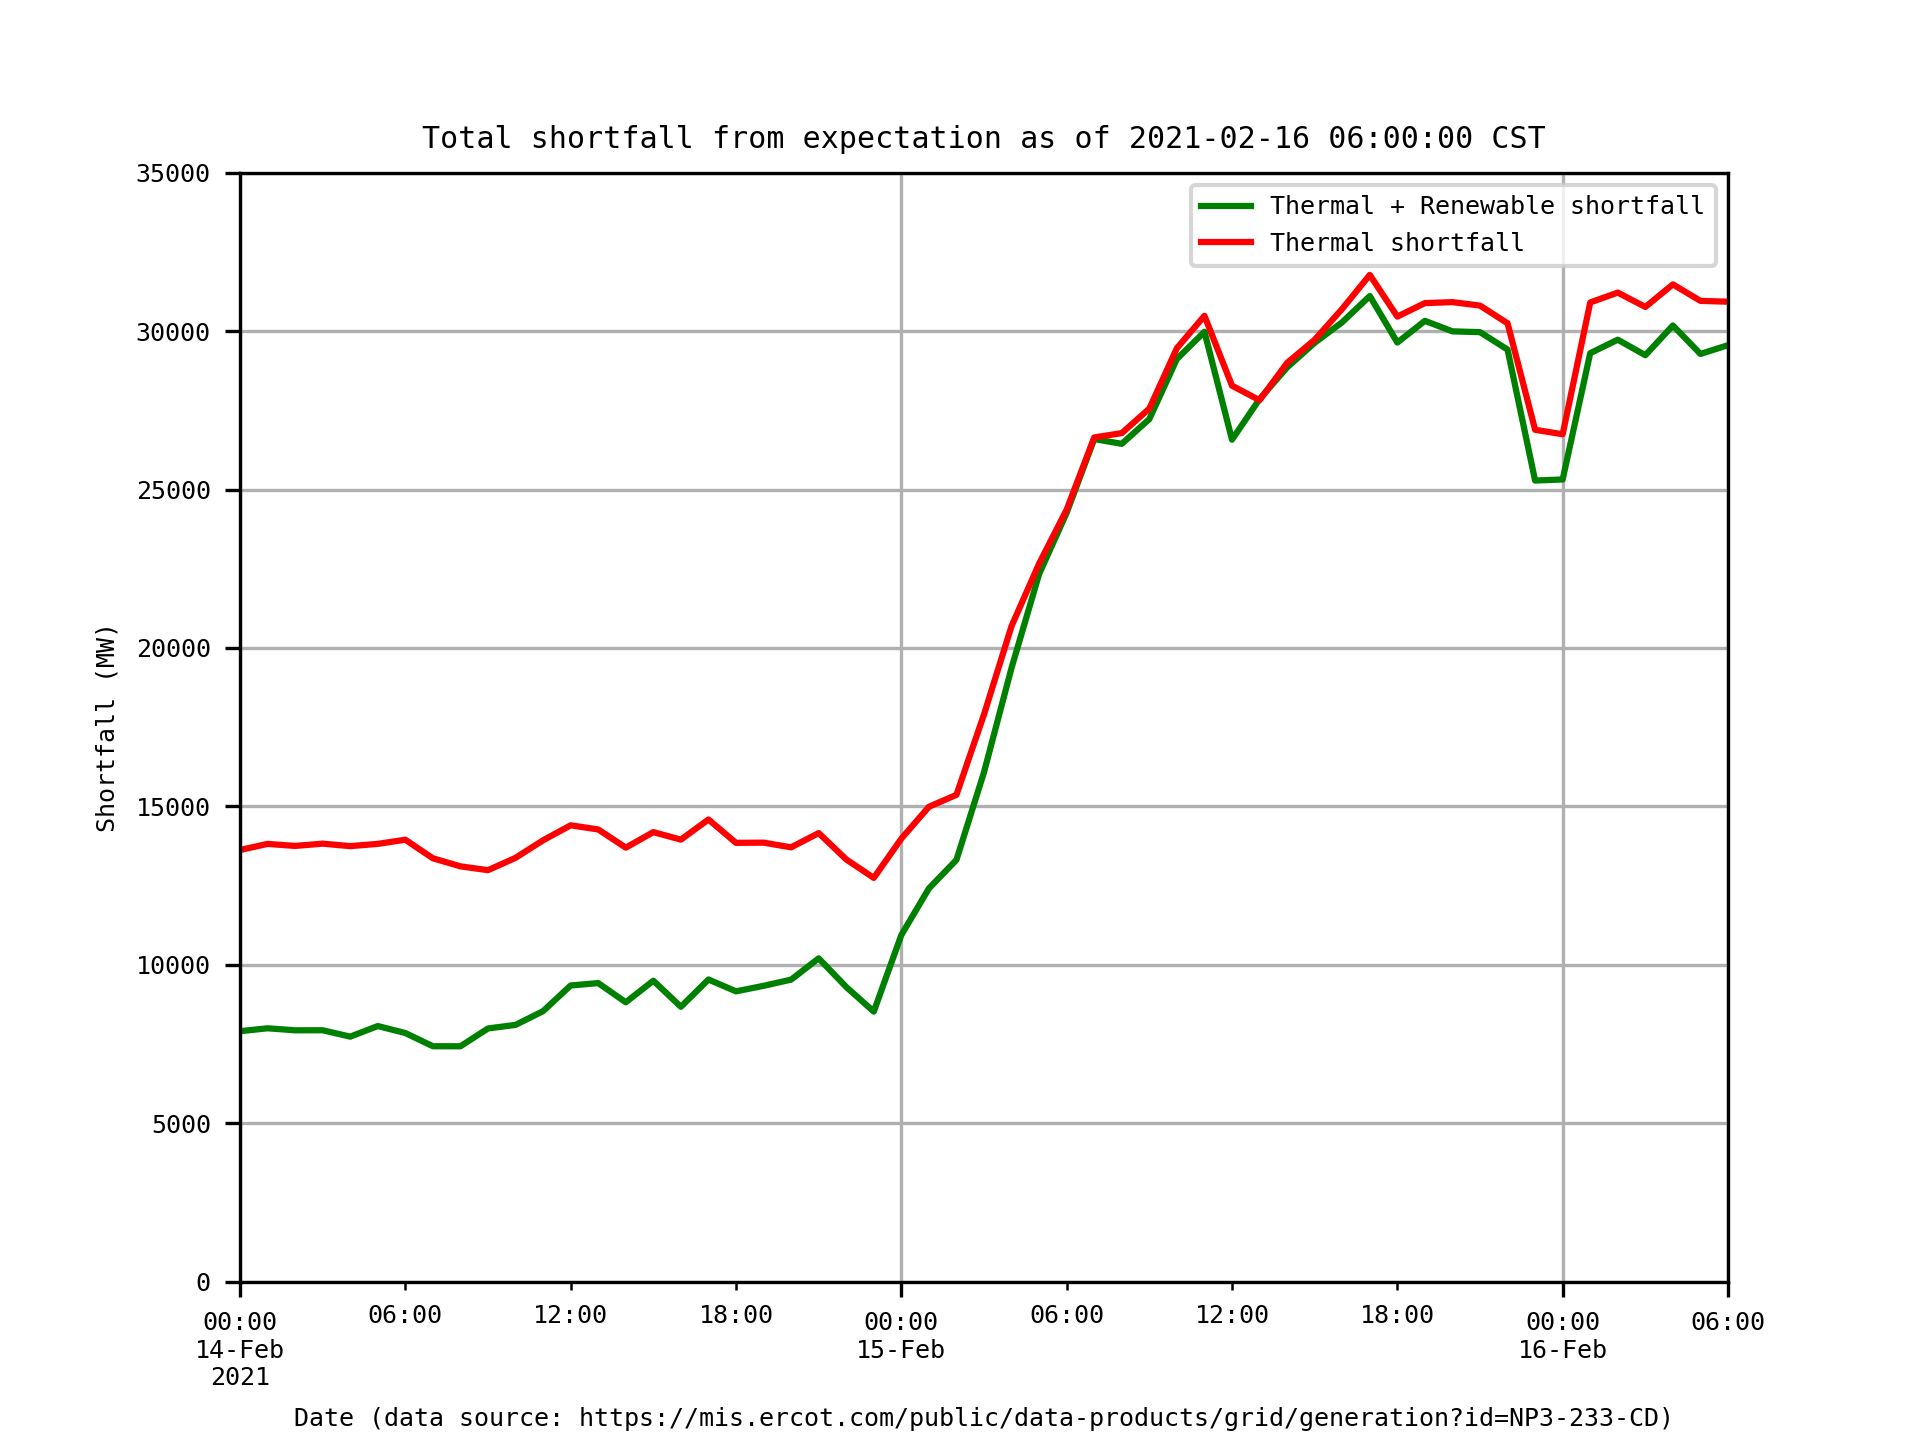 Total shortfall from expectation as of 2021-02-16 06:00:00 CST
Thermal + Renewable shortfall
Thermal shortfall
Shortfall (MW)
35000
30000
25000
20000
15000
10000
5000
0
00:00
14-Feb
2021
06:00
12:00
18:00
00:00
15-Feb
06:00
12:00
18:00
00:00
16-Feb
06:00
Date (data source: https://mis.ercot.com/public/data-products/grid/generation?id=NP3-233-CD)